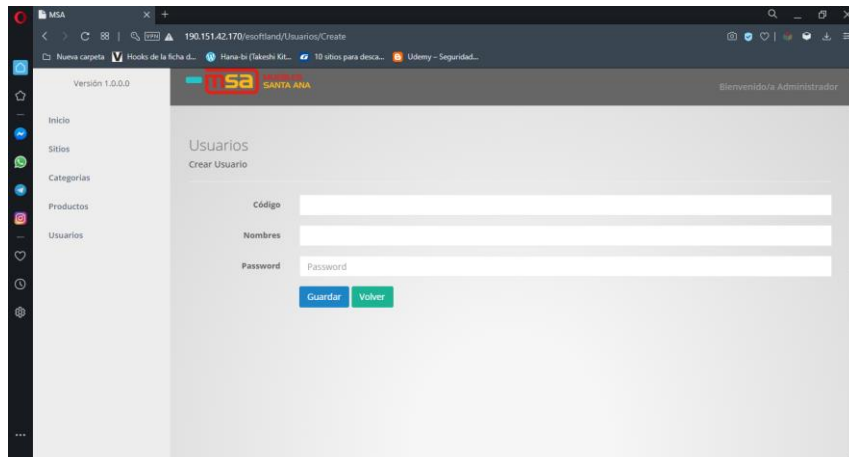 MSA
VPN 190.151.42.170/esoftland/Usuarios/Create
Nueva carpeta Hooks de la ficha d... Hana-bi (Takeshi Kit... 10 sitios para desca... Udemy – Seguridad...
Versión 1.0.0.0
msa
SANTA ANA
Bienvenido/a Administrador
Inicio
Sitios
Categorias
Productos
Usuarios
Usuarios
Crear Usuario
Código
Nombres
Password
Password
Guardar
Volver